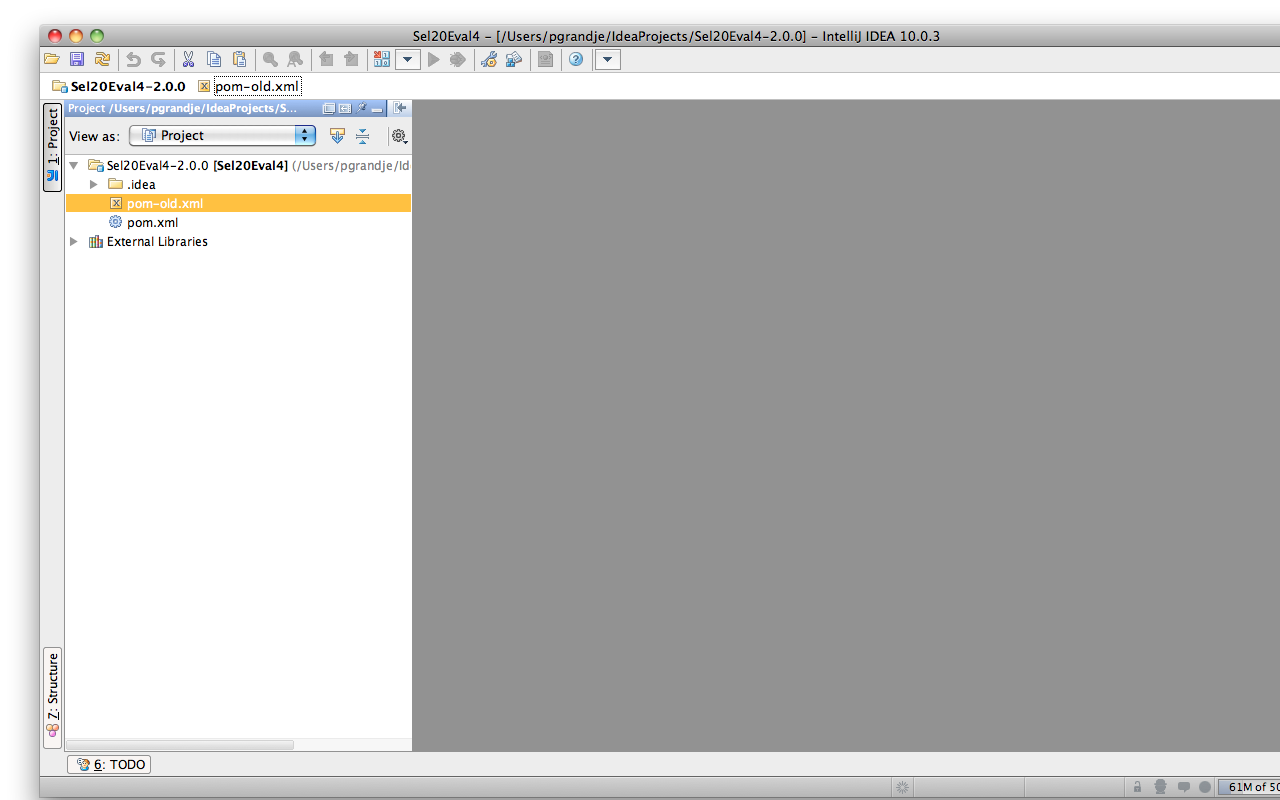 Sel20Eval4 – [/Users/pgrandje/IdeaProjects/Sel20Eval4-2.0.0] – IntelliJ IDEA 10.0.3
Sel20Eval4-2.0.0 pom-old.xml
Project /Users/pgrandje/IdeaProjects/S...
1: Project
View as: Project
Sel20Eval4-2.0.0 [Sel20Eval4] (/Users/pgrandje/Id
.idea
pom-old.xml
pom.xml
External Libraries
Z: Structure
6: TODO
61M of 50